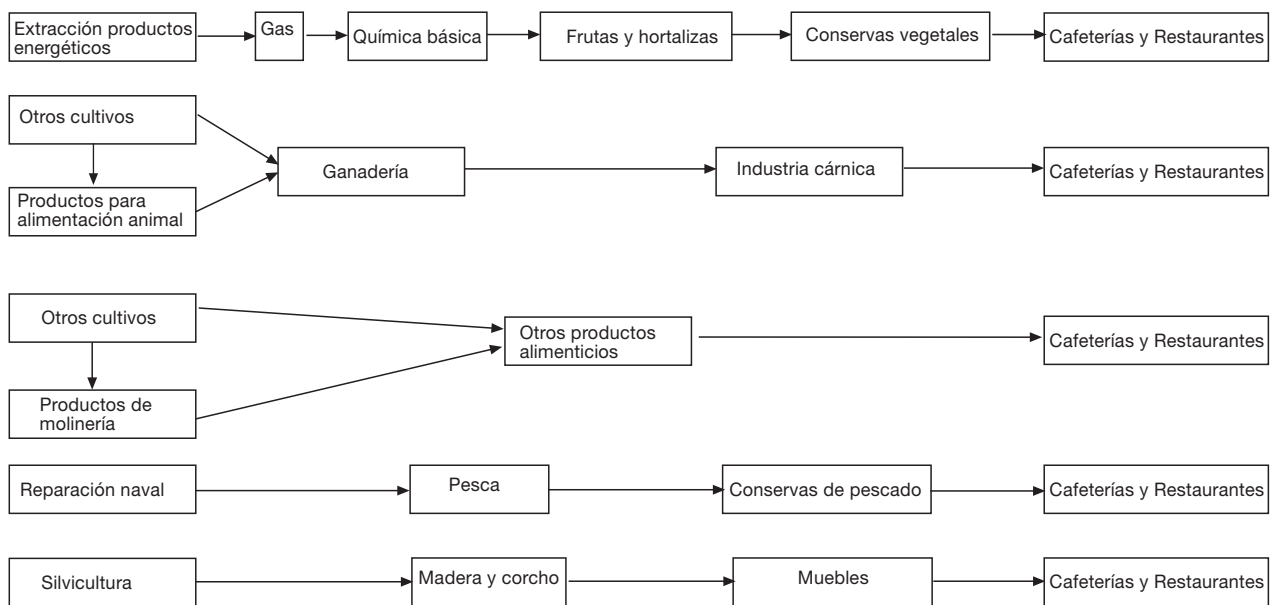 Extracción productos
energéticos
Gas
Química básica
Frutas y hortalizas
Conservas vegetales
Cafeterías y Restaurantes
Otros cultivos
Productos para
alimentación animal
Ganadería
Industria cárnica
Cafeterías y Restaurantes
Otros cultivos
Productos de
molinería
Otros productos
alimenticios
Cafeterías y Restaurantes
Reparación naval
Pesca
Conservas de pescado
Cafeterías y Restaurantes
Silvicultura
Madera y corcho
Muebles
Cafeterías y Restaurantes